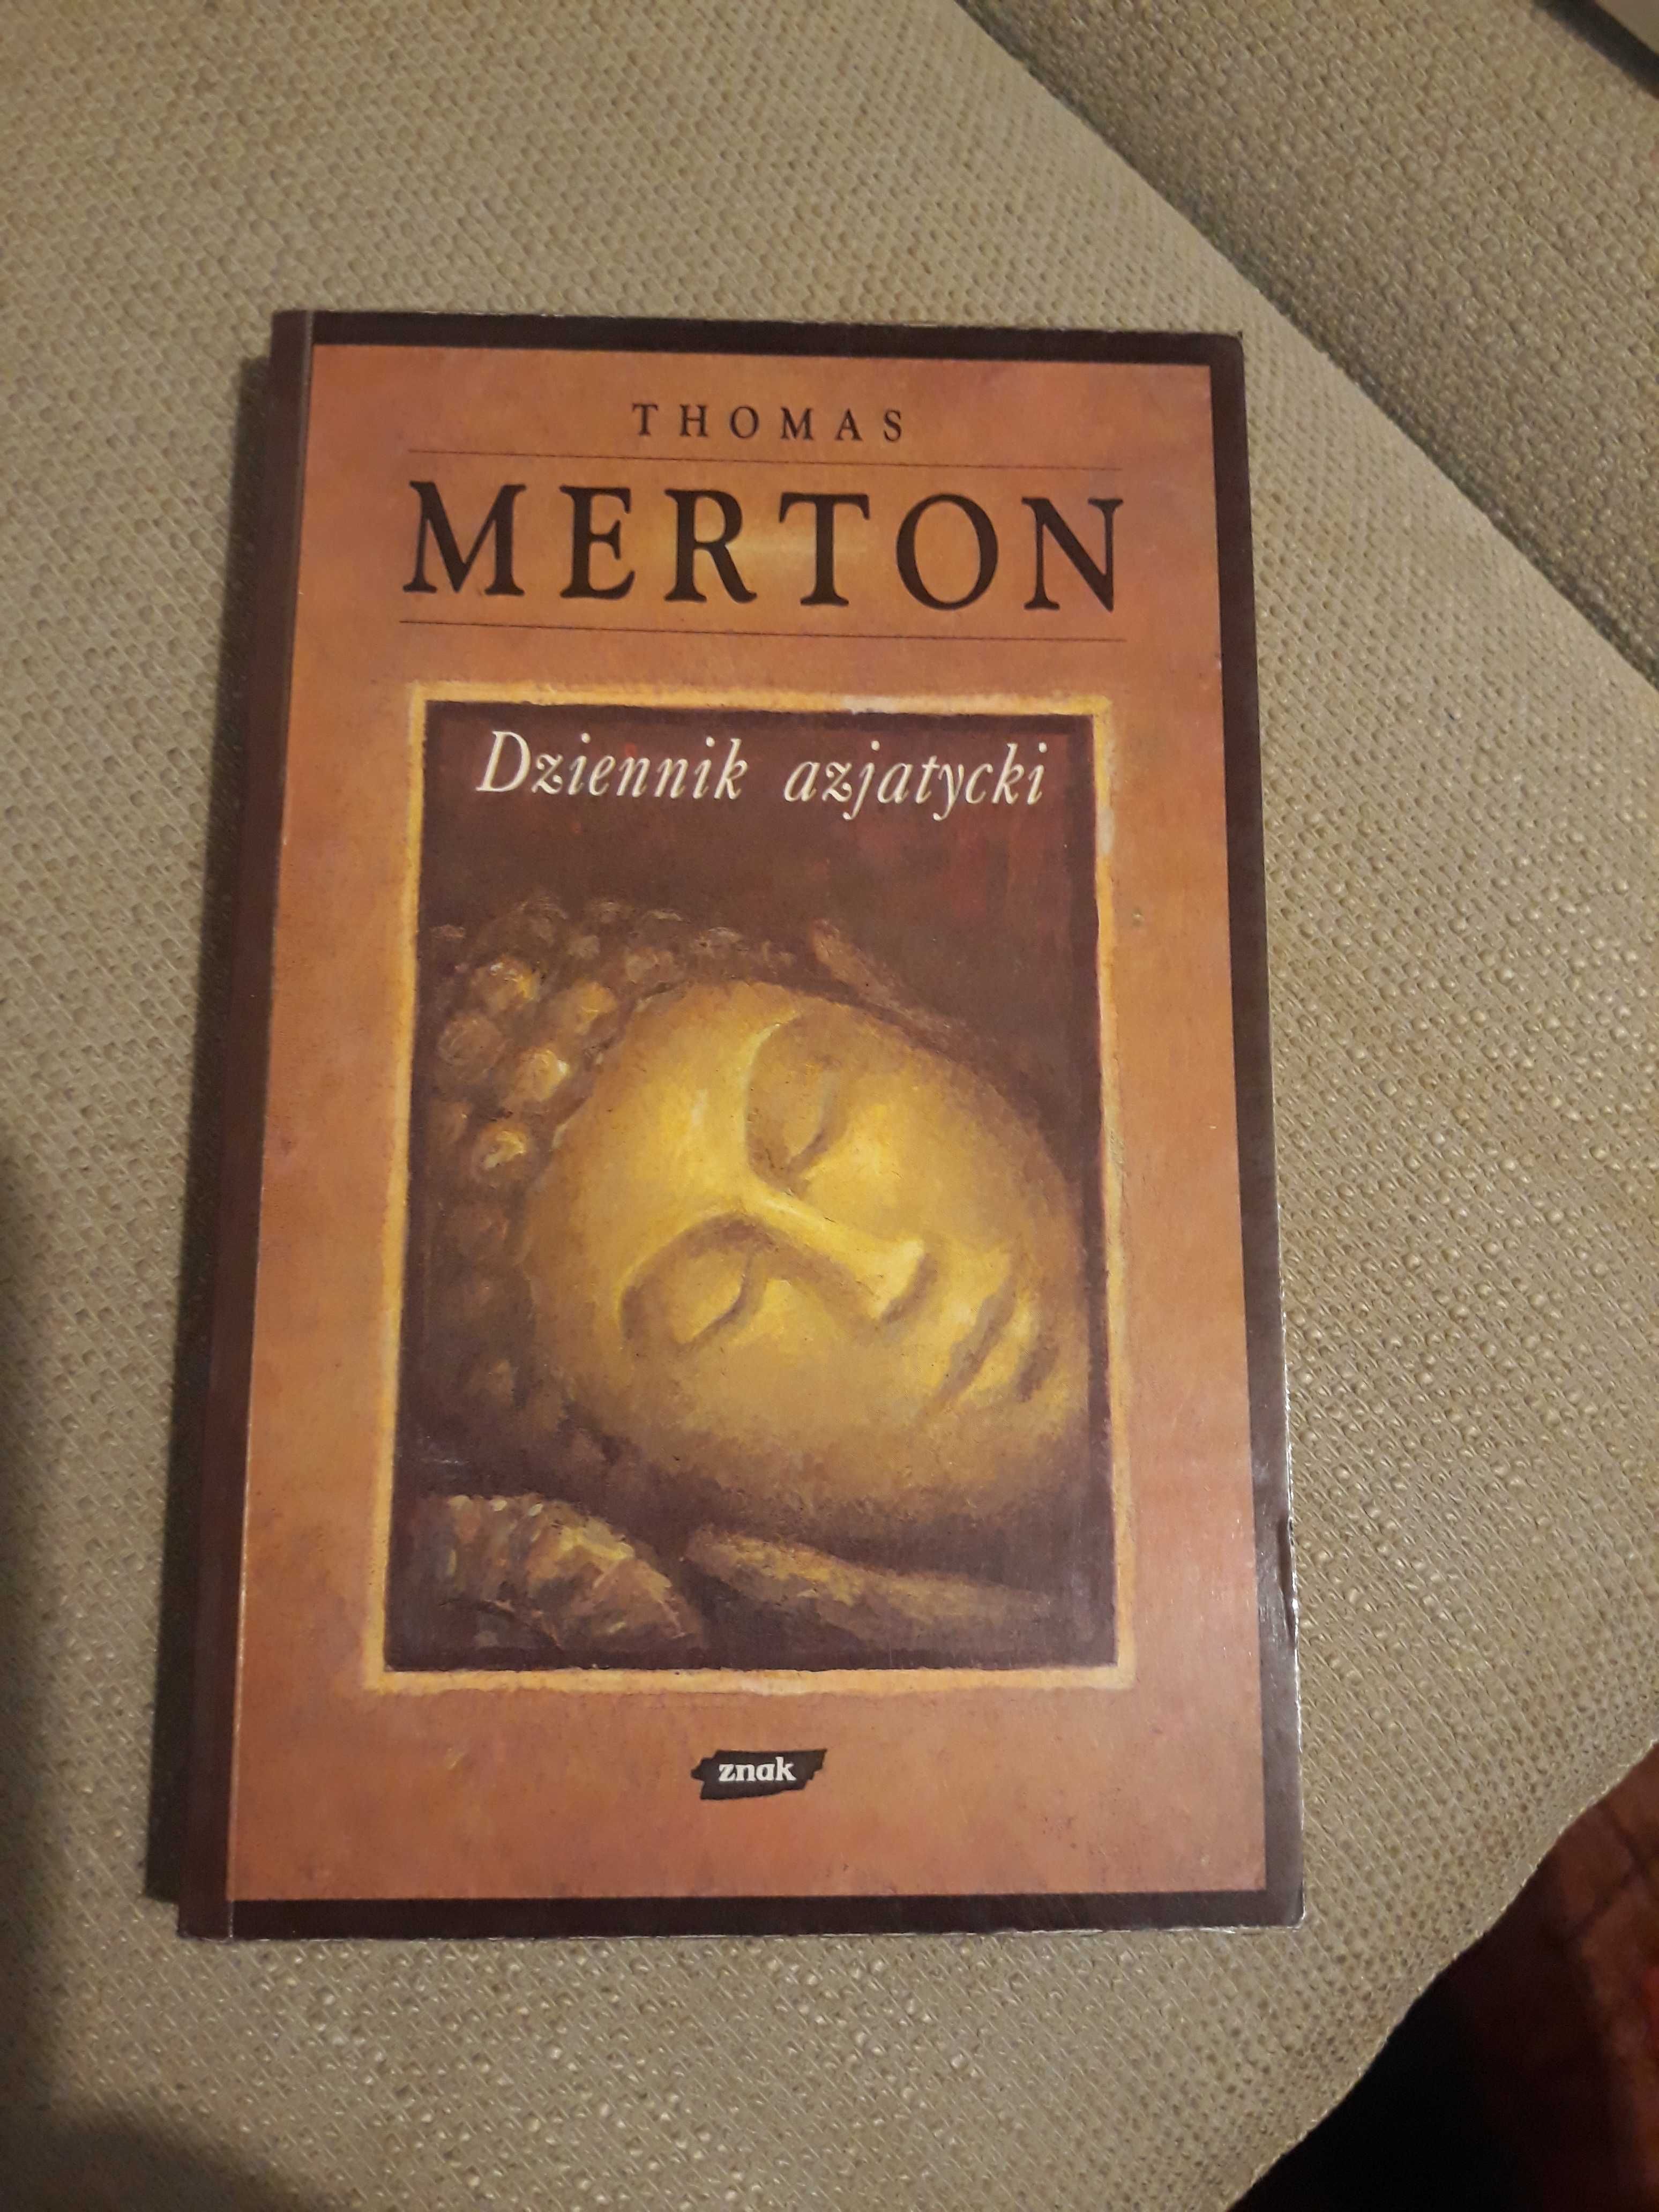 THOMAS
MERTON
Dziennik azjatycki
znak